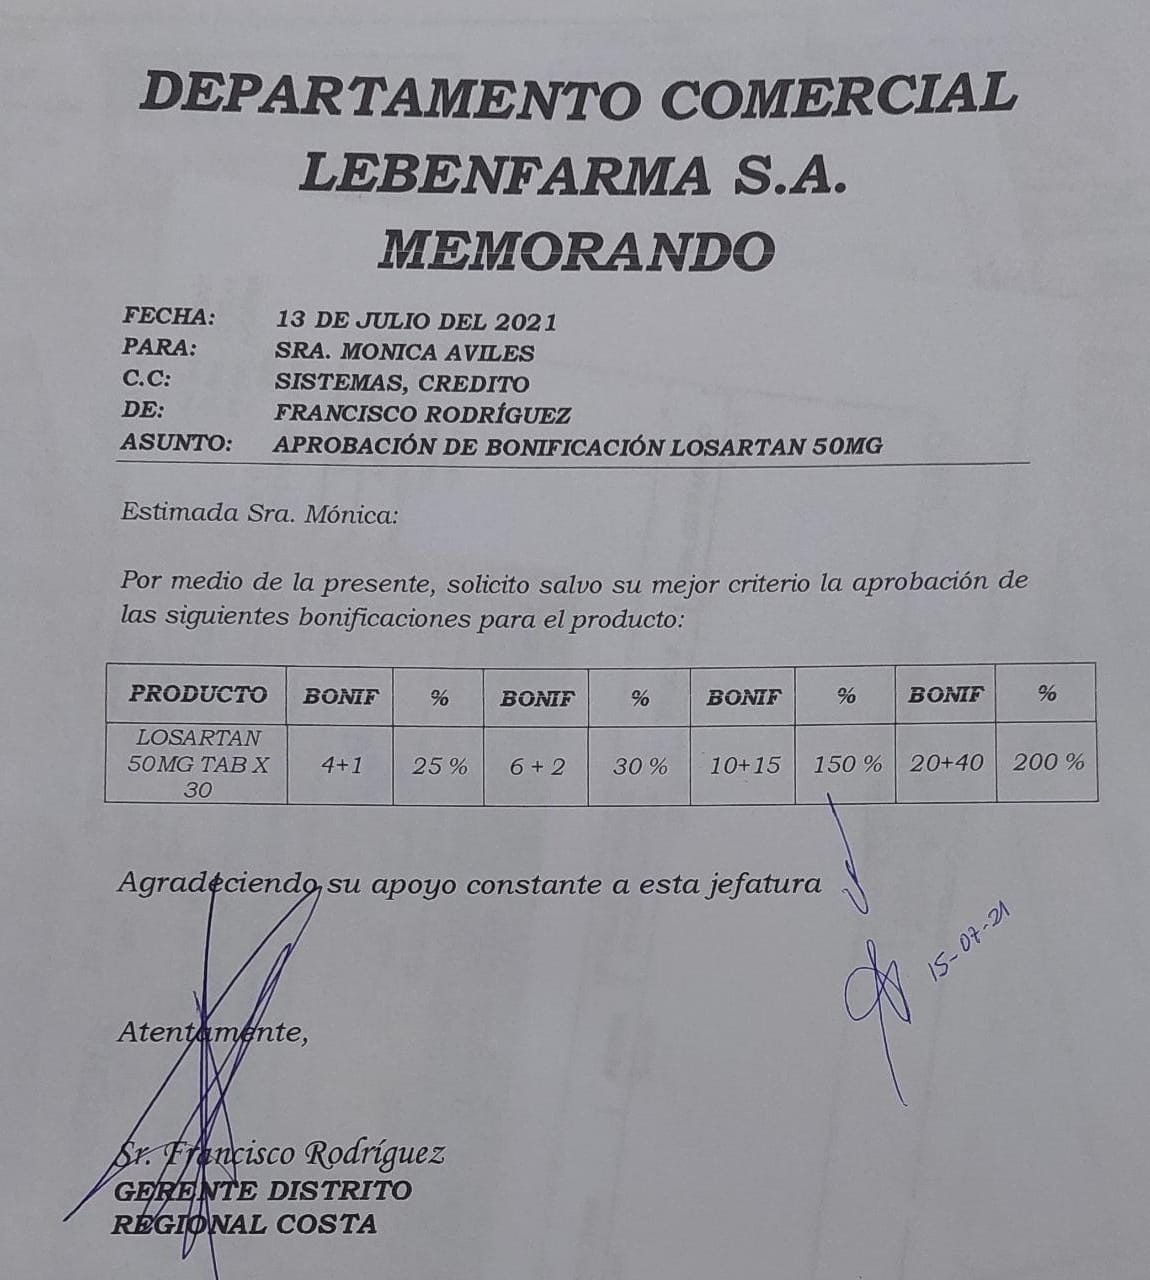 DEPARTAMENTO COMERCIAL
LEBENFARMA S.A.
MEMORANDO
FECHA: 13 DE JULIO DEL 2021
PARA: SRA. MONICA AVILES
C.C: SISTEMAS, CREDITO
DE: FRANCISCO RODRÍGUEZ
ASUNTO: APROBACIÓN DE BONIFICACIÓN LOSARTAN 50MG
Estimada Sra. Mónica:
Por medio de la presente, solicito salvo su mejor criterio la aprobación de
las siguientes bonificaciones para el producto:
PRODUCTO BONIF % BONIF % BONIF % BONIF %
LOSARTAN
50MG TAB X 4+1 25 % 6 + 2 30 % 10+15 150 % 20+40 200 %
30
Agradeciendo su apoyo constante a esta jefatura
15-07-21
Atentamente,
Sr. Francisco Rodríguez
GERENTE DISTRITO
REGIONAL COSTA